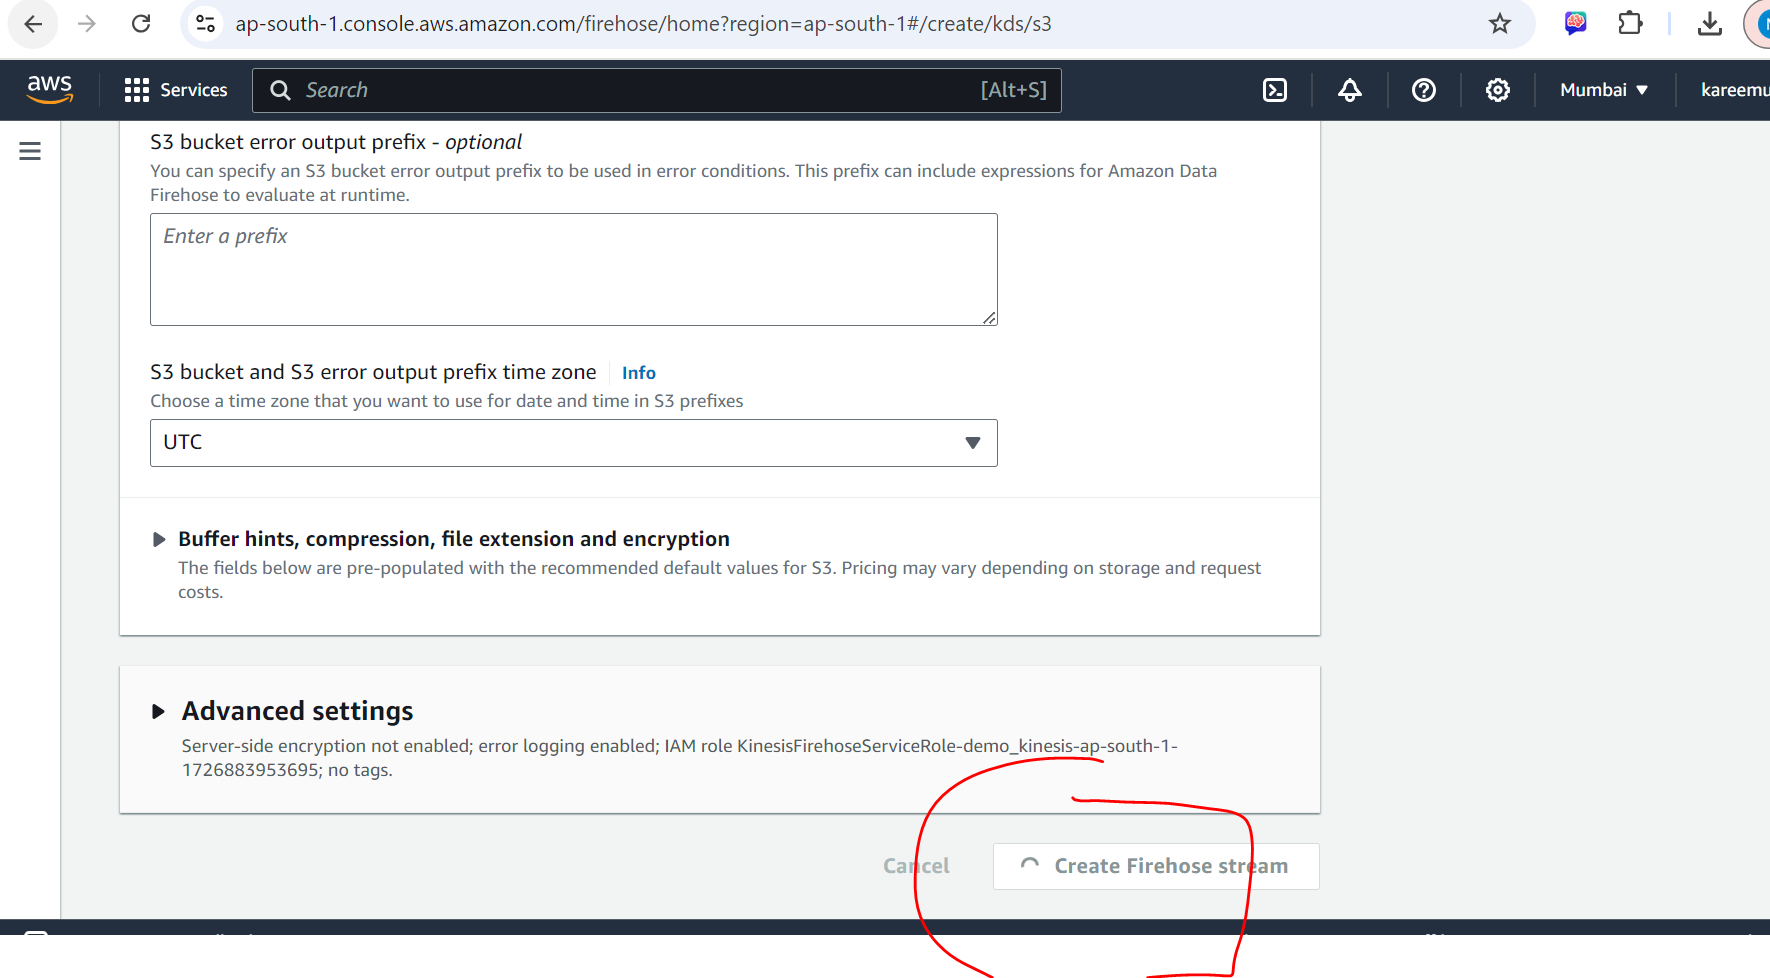 ap-south-1.console.aws.amazon.com/firehose/home?region=ap-south-1#/create/kds/s3
aws Services Search [Alt+S] Mumbai kareemu
S3 bucket error output prefix - optional
You can specify an S3 bucket error output prefix to be used in error conditions. This prefix can include expressions for Amazon Data
Firehose to evaluate at runtime.
Enter a prefix
S3 bucket and S3 error output prefix time zone Info
Choose a time zone that you want to use for date and time in S3 prefixes
UTC
Buffer hints, compression, file extension and encryption
The fields below are pre-populated with the recommended default values for S3. Pricing may vary depending on storage and request
costs.
Advanced settings
Server-side encryption not enabled; error logging enabled; IAM role KinesisFirehoseServiceRole-demo_kinesis-ap-south-1-
1726883953695; no tags.
Cancel Create Firehose stream